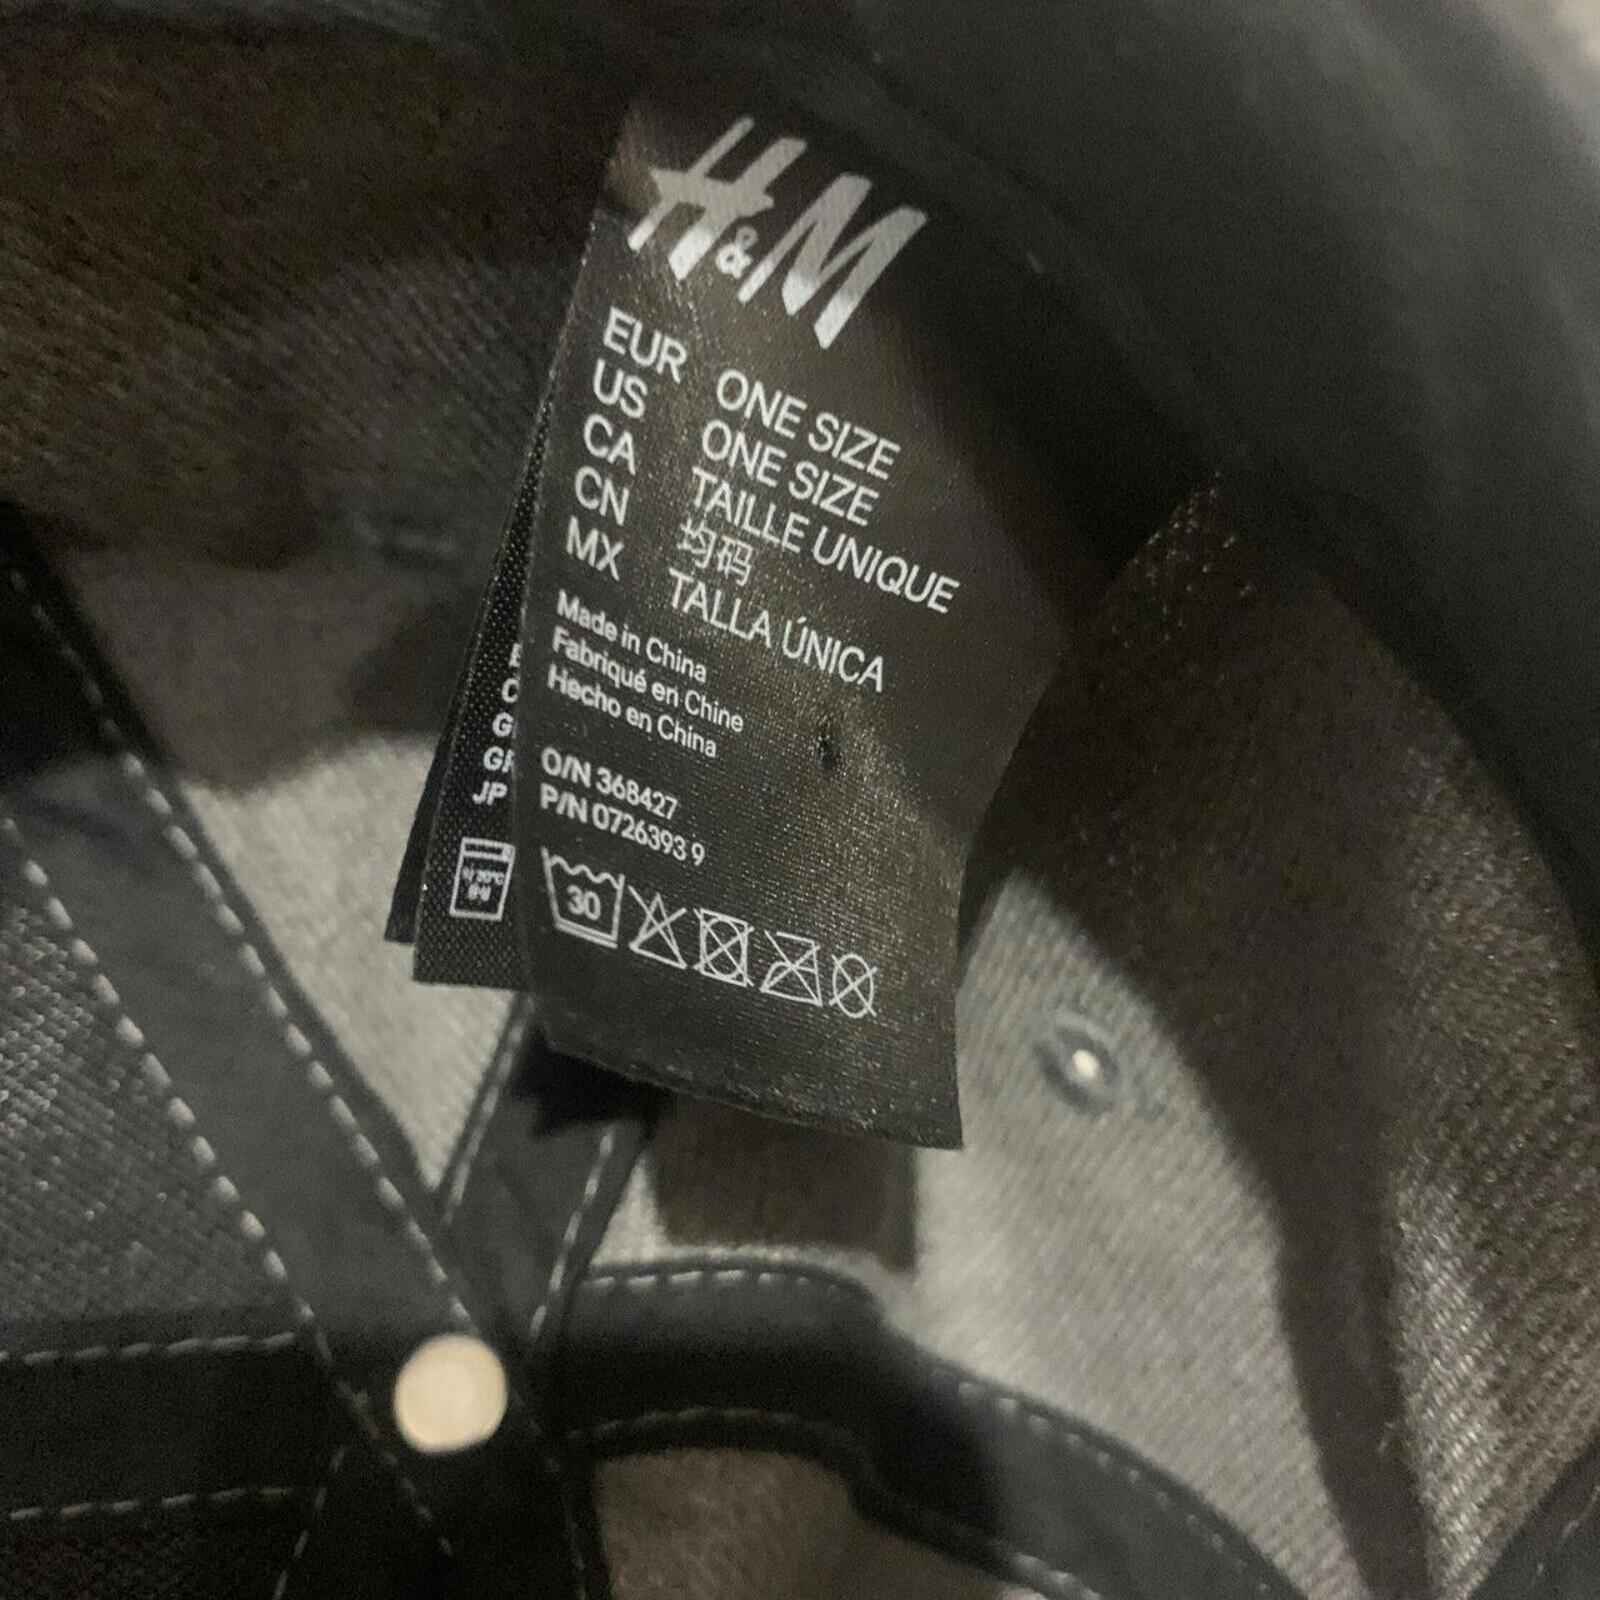 H&M
EUR ONE SIZE
US ONE SIZE
CA TAILLE UNIQUE
CN 均码
MX TALLA ÚNICA
Made in China
Fabriqué en Chine
Hecho en China
O/N 368427
P/N 0726393 9
30
JP